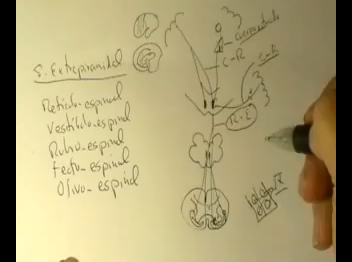 S. Extrapiramidal
Retículo-espinal
Vestíbulo-espinal
Rubro-espinal
Tecto-espinal
Olivo-espinal
C-R
C-R
R-E